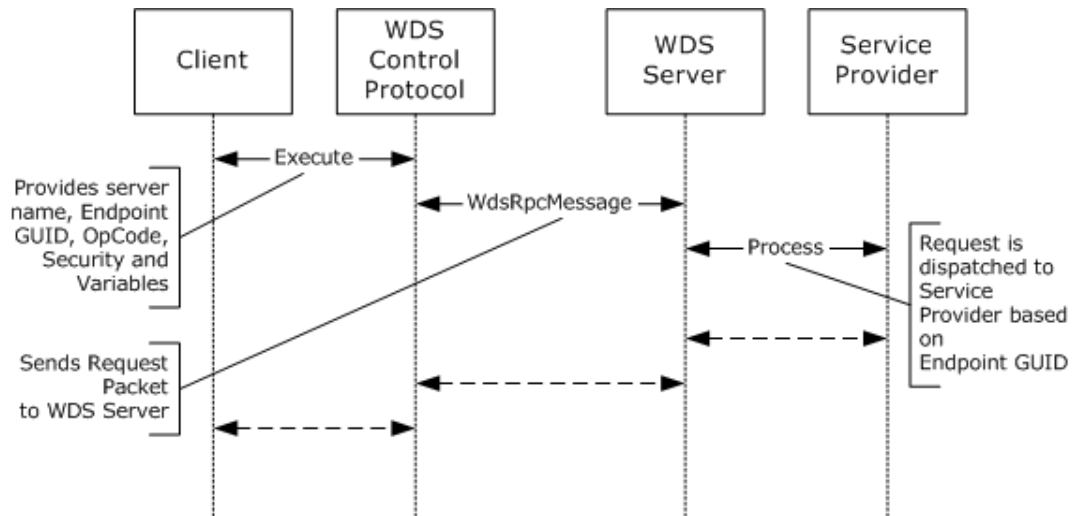 Client
WDS
Control
Protocol
WDS
Server
Service
Provider
Execute
Provides server
name, Endpoint
GUID, OpCode,
Security and
Variables
WdsRpcMessage
Process
Request is
dispatched to
Service
Provider based
on
Endpoint GUID
Sends Request
Packet
to WDS Server